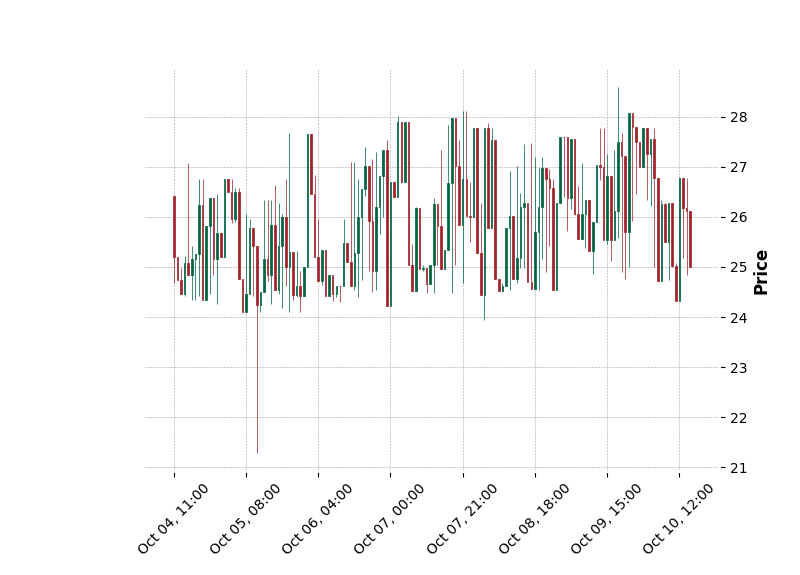 28
27
26
25
24
23
22
21
Price
Oct 04, 11:00
Oct 05, 08:00
Oct 06, 04:00
Oct 07, 00:00
Oct 07, 21:00
Oct 08, 18:00
Oct 09, 15:00
Oct 10, 12:00